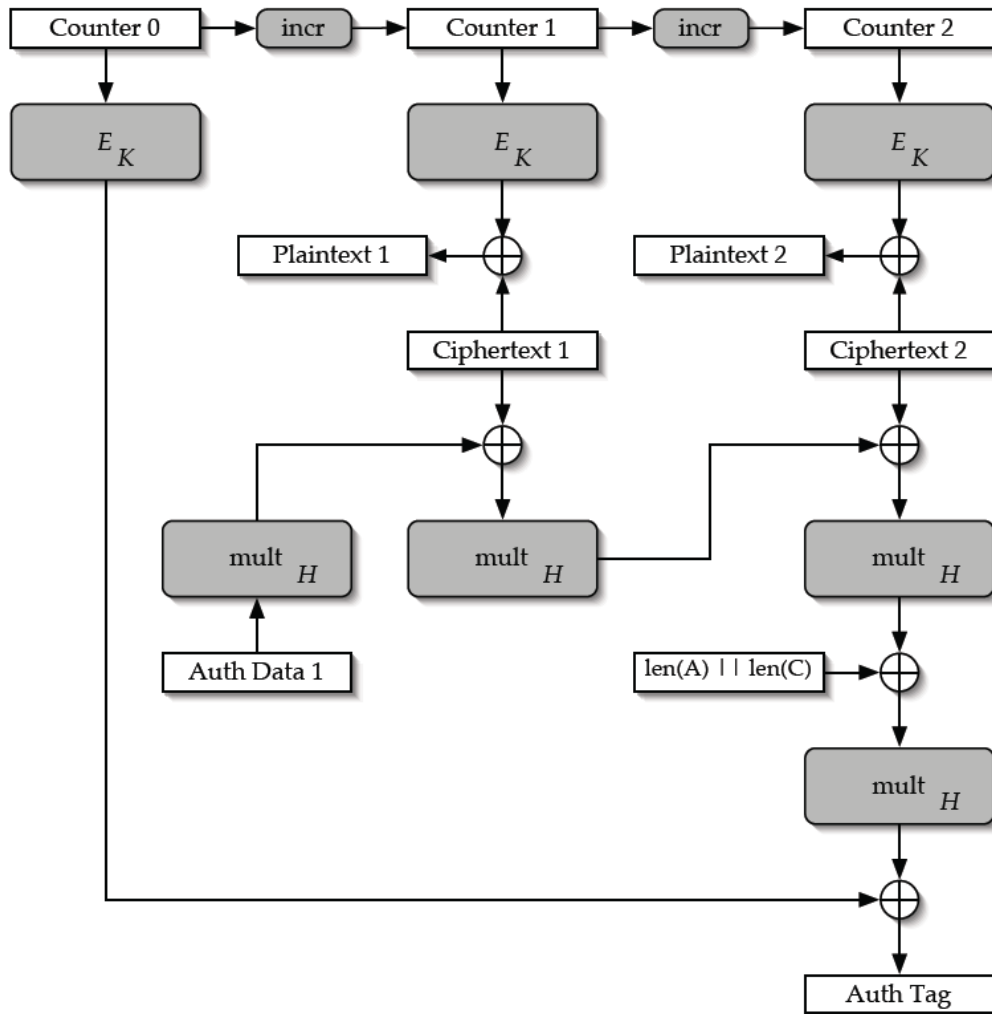 Counter 0
incr
Counter 1
incr
Counter 2
E K
E K
E K
Plaintext 1
Plaintext 2
Ciphertext 1
Ciphertext 2
mult H
mult H
mult H
Auth Data 1
len(A) || len(C)
mult H
Auth Tag